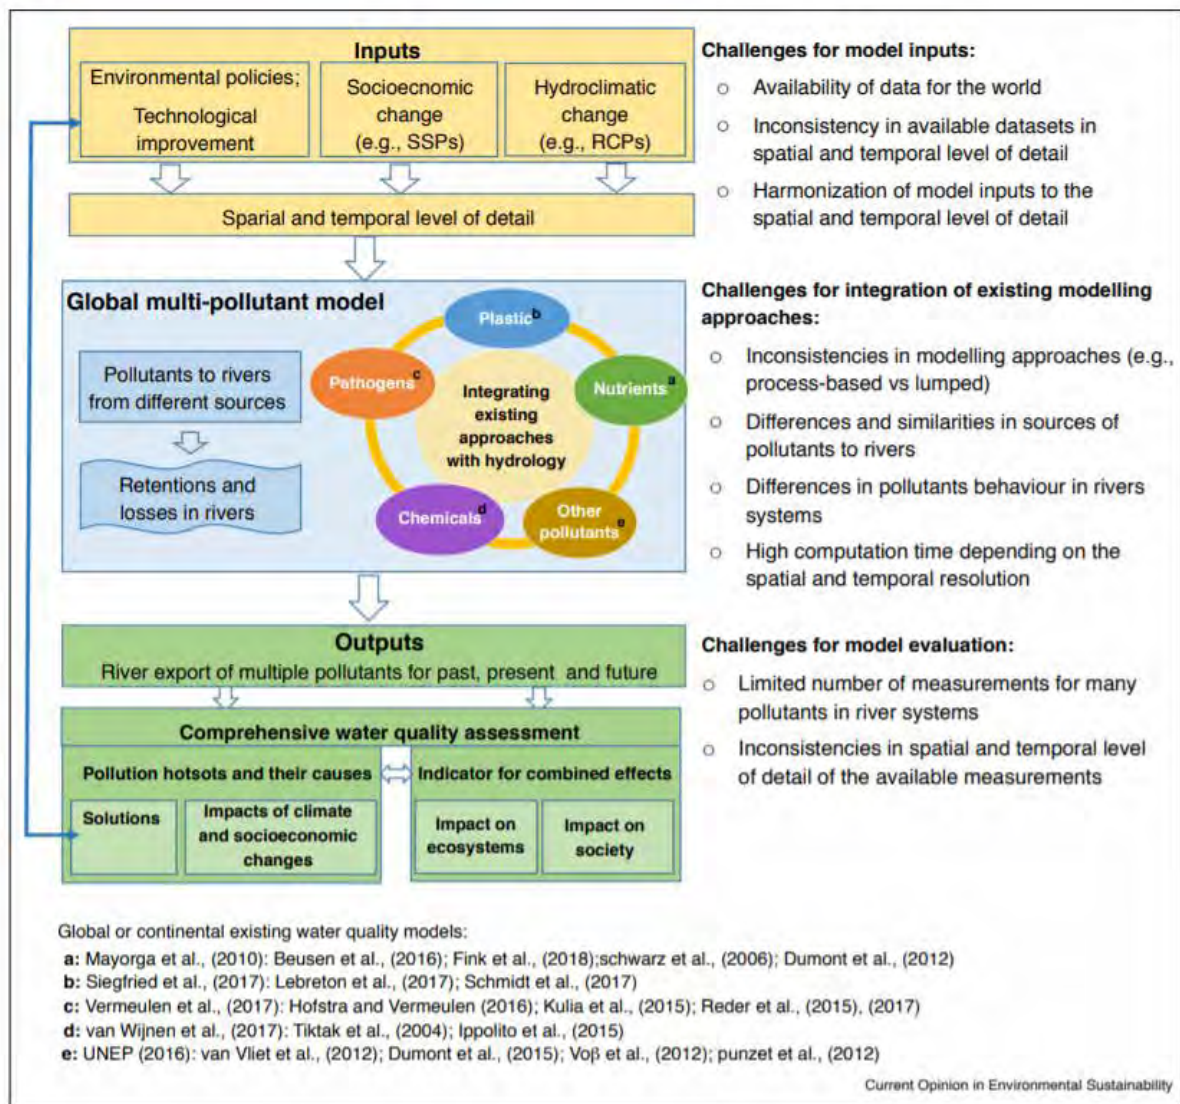 Inputs
Environmental policies;
Technological
improvement
Socioecnomic
change
(e.g., SSPs)
Hydroclimatic
change
(e.g., RCPs)
Sparial and temporal level of detail
Challenges for model inputs:
○ Availability of data for the world
○ Inconsistency in available datasets in
spatial and temporal level of detail
○ Harmonization of model inputs to the
spatial and temporal level of detail
Global multi-pollutant model
Pollutants to rivers
from different sources
Retentions and
losses in rivers
Plastic b
Pathogens c
Nutrients a
Integrating
existing
approaches
with hydrology
Chemicals d
Other
pollutants e
Challenges for integration of existing modelling
approaches:
○ Inconsistencies in modelling approaches (e.g.,
process-based vs lumped)
○ Differences and similarities in sources of
pollutants to rivers
○ Differences in pollutants behaviour in rivers
systems
○ High computation time depending on the
spatial and temporal resolution
Outputs
River export of multiple pollutants for past, present and future
Comprehensive water quality assessment
Pollution hotsots and their causes
Indicator for combined effects
Solutions
Impacts of climate
and socioeconomic
changes
Impact on
ecosystems
Impact on
society
Challenges for model evaluation:
○ Limited number of measurements for many
pollutants in river systems
○ Inconsistencies in spatial and temporal level
of detail of the available measurements
Global or continental existing water quality models:
a: Mayorga et al., (2010): Beusen et al., (2016); Fink et al., (2018);schwarz et al., (2006); Dumont et al., (2012)
b: Siegfried et al., (2017): Lebreton et al., (2017); Schmidt et al., (2017)
c: Vermeulen et al., (2017): Hofstra and Vermeulen (2016); Kulia et al., (2015); Reder et al., (2015), (2017)
d: van Wijnen et al., (2017): Tiktak et al., (2004); Ippolito et al., (2015)
e: UNEP (2016): van Vliet et al., (2012); Dumont et al., (2015); Voβ et al., (2012); punzet et al., (2012)
Current Opinion in Environmental Sustainability